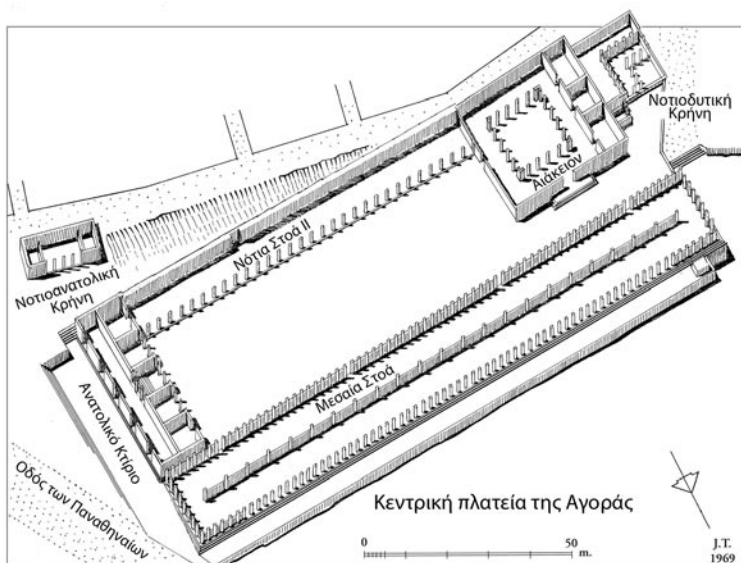 Νοτιοδυτική
Κρήνη
Αιάκειον
Νότια Στοά ΙΙ
Νοτιοανατολική
Κρήνη
Μεσαία Στοά
Ανατολικό Κτίριο
Οδός των Παναθηναίων
Κεντρική πλατεία της Αγοράς
0 50
m.
J.T.
1969